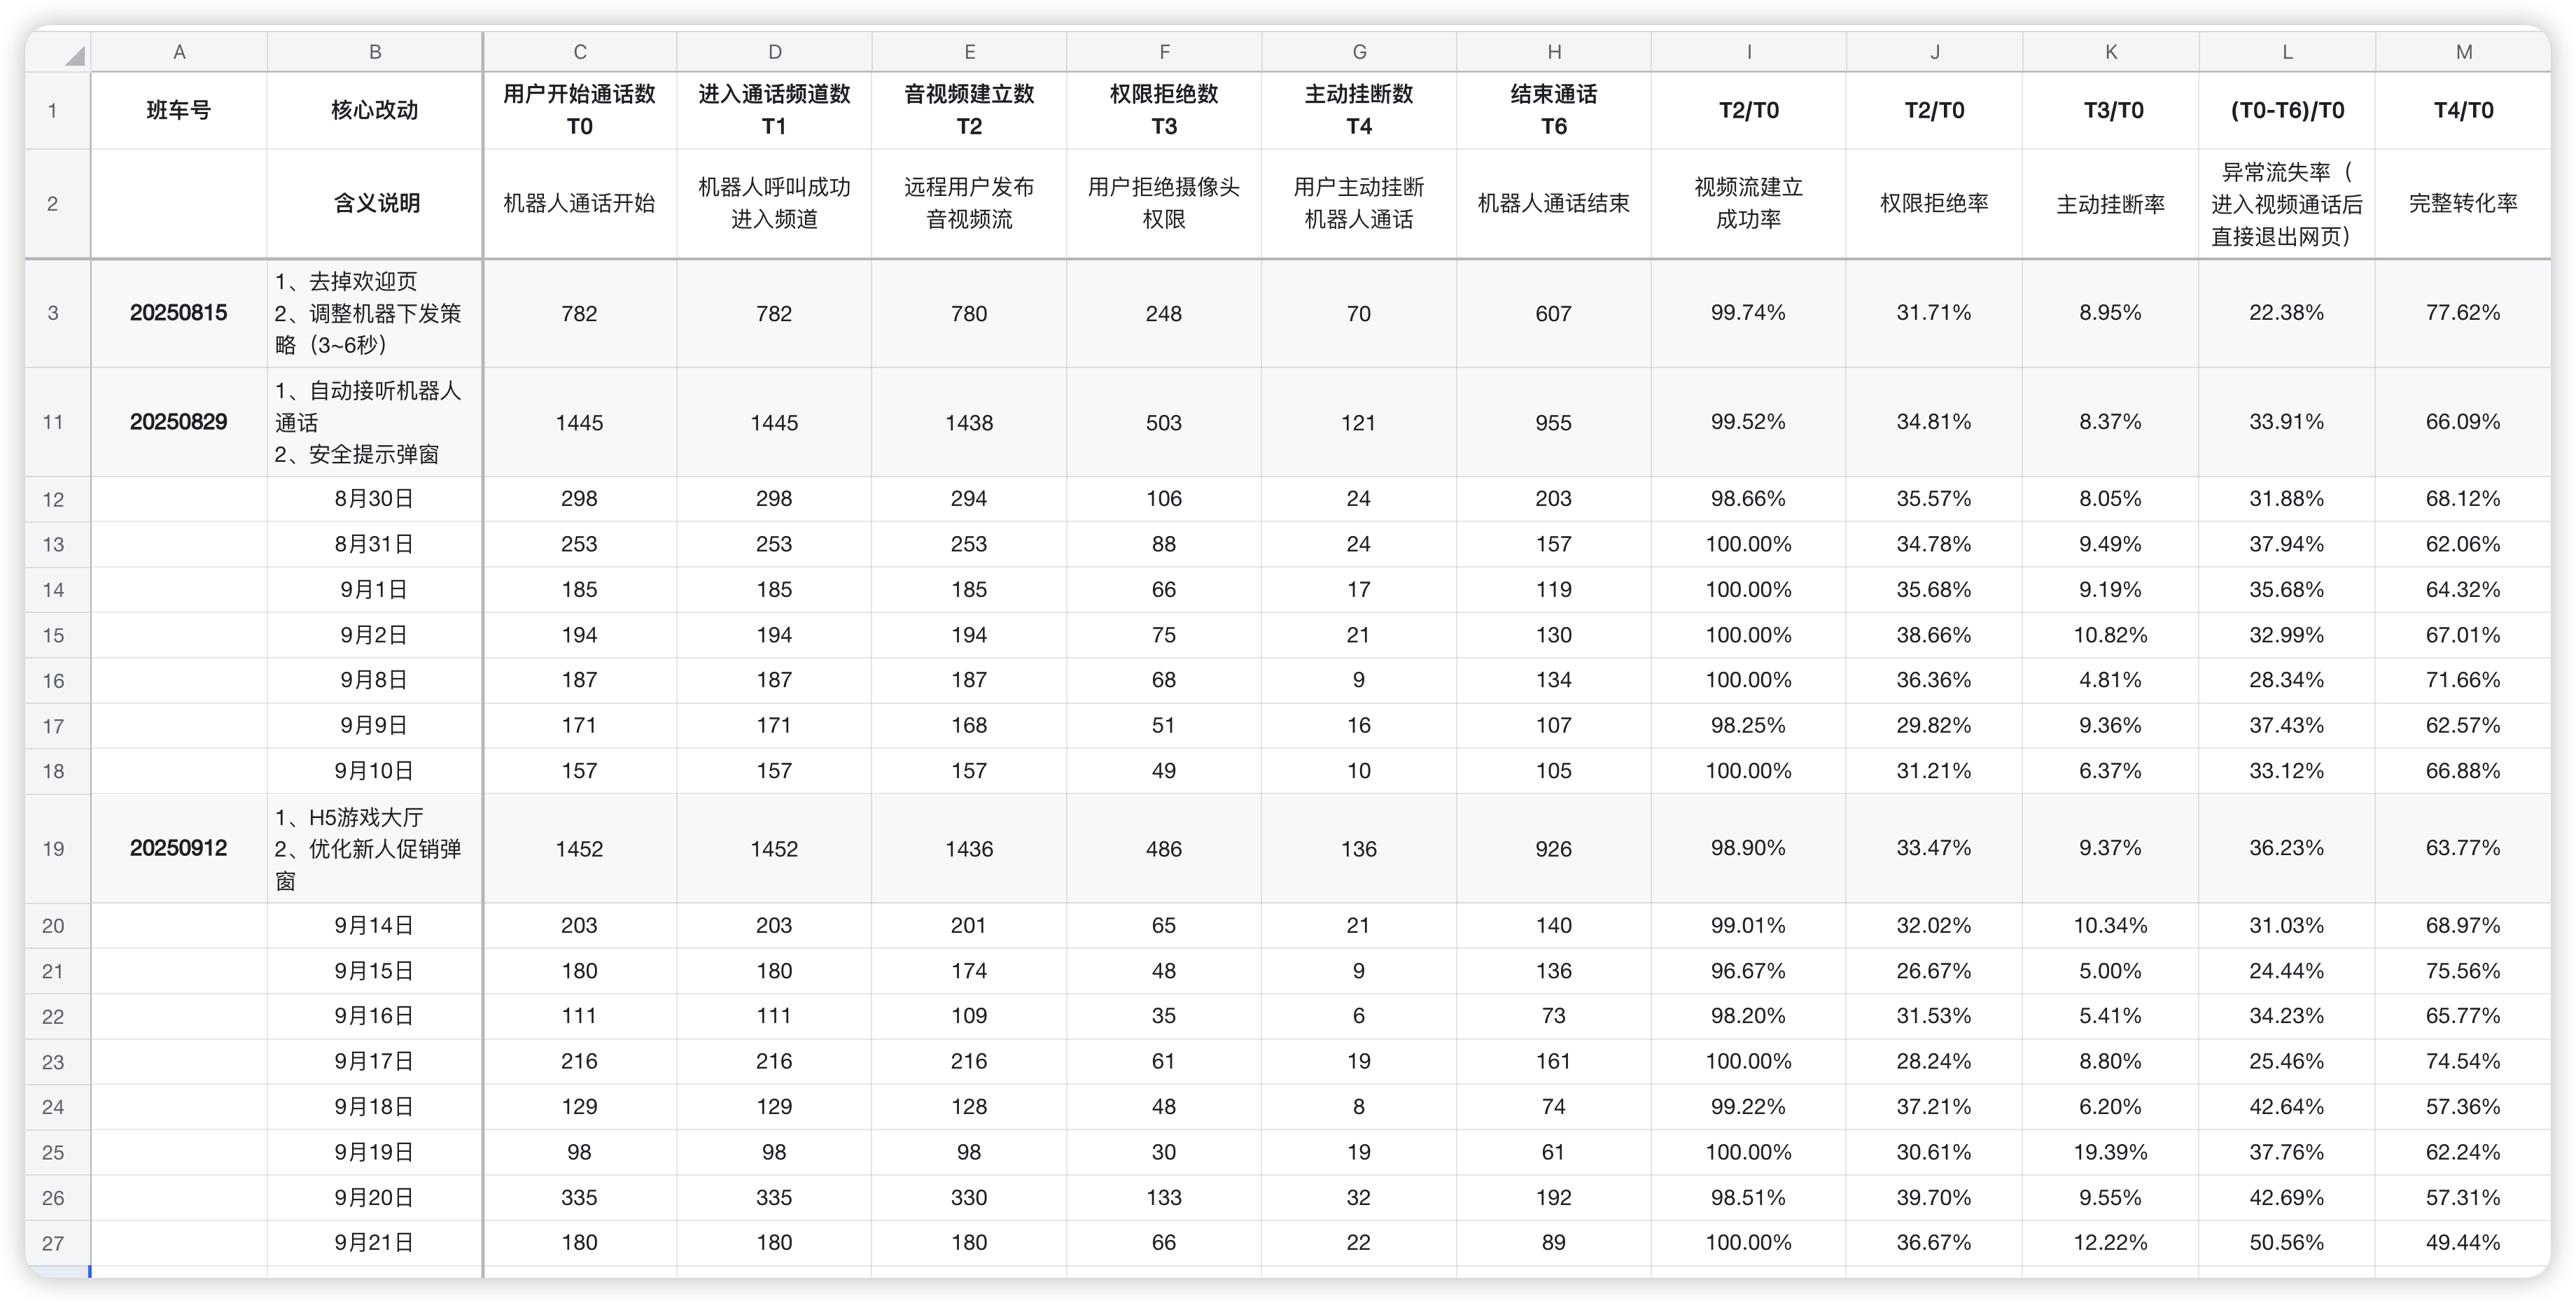 A B C D E F G H I J K L M
1 班车号 核心改动 用户开始通话数 T0 进入通话频道数 T1 音视频建立数 T2 权限拒绝数 T3 主动挂断数 T4 结束通话 T6 T2/T0 T2/T0 T3/T0 (T0-T6)/T0 T4/T0
2 含义说明 机器人通话开始 机器人呼叫成功进入频道 远程用户发布音视频流 用户拒绝摄像头权限 用户主动挂断机器人通话 机器人通话结束 视频流建立成功率 权限拒绝率 主动挂断率 异常流失率（进入视频通话后直接退出网页） 完整转化率
3 20250815 1、去掉欢迎页 2、调整机器下发策略（3~6秒） 782 782 780 248 70 607 99.74% 31.71% 8.95% 22.38% 77.62%
11 20250829 1、自动接听机器人通话 2、安全提示弹窗 1445 1445 1438 503 121 955 99.52% 34.81% 8.37% 33.91% 66.09%
12 8月30日 298 298 294 106 24 203 98.66% 35.57% 8.05% 31.88% 68.12%
13 8月31日 253 253 253 88 24 157 100.00% 34.78% 9.49% 37.94% 62.06%
14 9月1日 185 185 185 66 17 119 100.00% 35.68% 9.19% 35.68% 64.32%
15 9月2日 194 194 194 75 21 130 100.00% 38.66% 10.82% 32.99% 67.01%
16 9月8日 187 187 187 68 9 134 100.00% 36.36% 4.81% 28.34% 71.66%
17 9月9日 171 171 168 51 16 107 98.25% 29.82% 9.36% 37.43% 62.57%
18 9月10日 157 157 157 49 10 105 100.00% 31.21% 6.37% 33.12% 66.88%
19 20250912 1、H5游戏大厅 2、优化新人促销弹窗 1452 1452 1436 486 136 926 98.90% 33.47% 9.37% 36.23% 63.77%
20 9月14日 203 203 201 65 21 140 99.01% 32.02% 10.34% 31.03% 68.97%
21 9月15日 180 180 174 48 9 136 96.67% 26.67% 5.00% 24.44% 75.56%
22 9月16日 111 111 109 35 6 73 98.20% 31.53% 5.41% 34.23% 65.77%
23 9月17日 216 216 216 61 19 161 100.00% 28.24% 8.80% 25.46% 74.54%
24 9月18日 129 129 128 48 8 74 99.22% 37.21% 6.20% 42.64% 57.36%
25 9月19日 98 98 98 30 19 61 100.00% 30.61% 19.39% 37.76% 62.24%
26 9月20日 335 335 330 133 32 192 98.51% 39.70% 9.55% 42.69% 57.31%
27 9月21日 180 180 180 66 22 89 100.00% 36.67% 12.22% 50.56% 49.44%